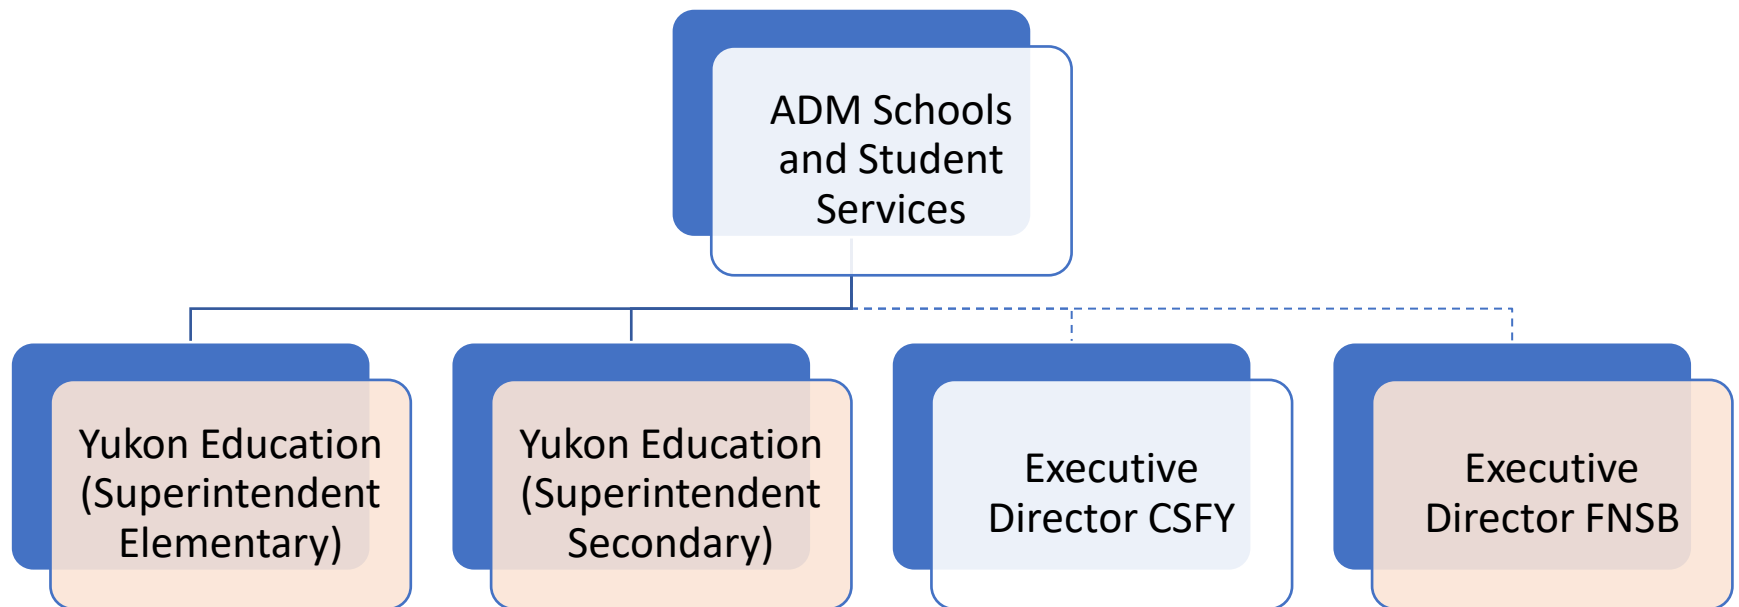 ADM Schools
and Student
Services
Yukon Education
(Superintendent
Elementary)
Yukon Education
(Superintendent
Secondary)
Executive
Director CSFY
Executive
Director FNSB